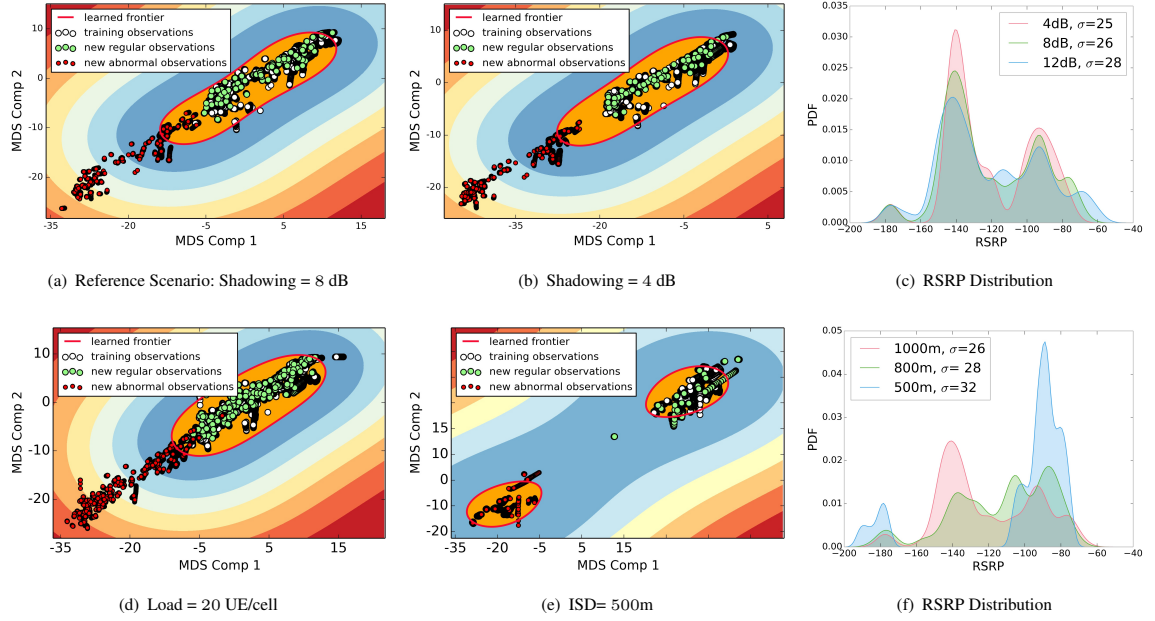 learned frontier
training observations
new regular observations
new abnormal observations
MDS Comp 2
0
-10
-20
-35
-20
-5
5
15
MDS Comp 1
(a) Reference Scenario: Shadowing = 8 dB
learned frontier
training observations
new regular observations
new abnormal observations
MDS Comp 2
10
0
-10
-20
-35
-20
-5
5
MDS Comp 1
(b) Shadowing = 4 dB
4dB, σ=25
8dB, σ=26
12dB, σ=28
PDF
0.035
0.030
0.025
0.020
0.015
0.010
0.005
0.000
−200
−180
−160
−140
−120
−100
−80
−60
−40
RSRP
(c) RSRP Distribution
learned frontier
training observations
new regular observations
new abnormal observations
MDS Comp 2
10
0
-10
-20
-35
-20
-5
5
15
MDS Comp 1
(d) Load = 20 UE/cell
learned frontier
training observations
new regular observations
new abnormal observations
MDS Comp 2
15
5
0
-10
-20
-35
-20
-5
5
15
MDS Comp 1
(e) ISD= 500m
1000m, σ=26
800m, σ= 28
500m, σ=32
PDF
0.05
0.04
0.03
0.02
0.01
0.00
−200
−180
−160
−140
−120
−100
−80
−60
−40
RSRP
(f) RSRP Distribution